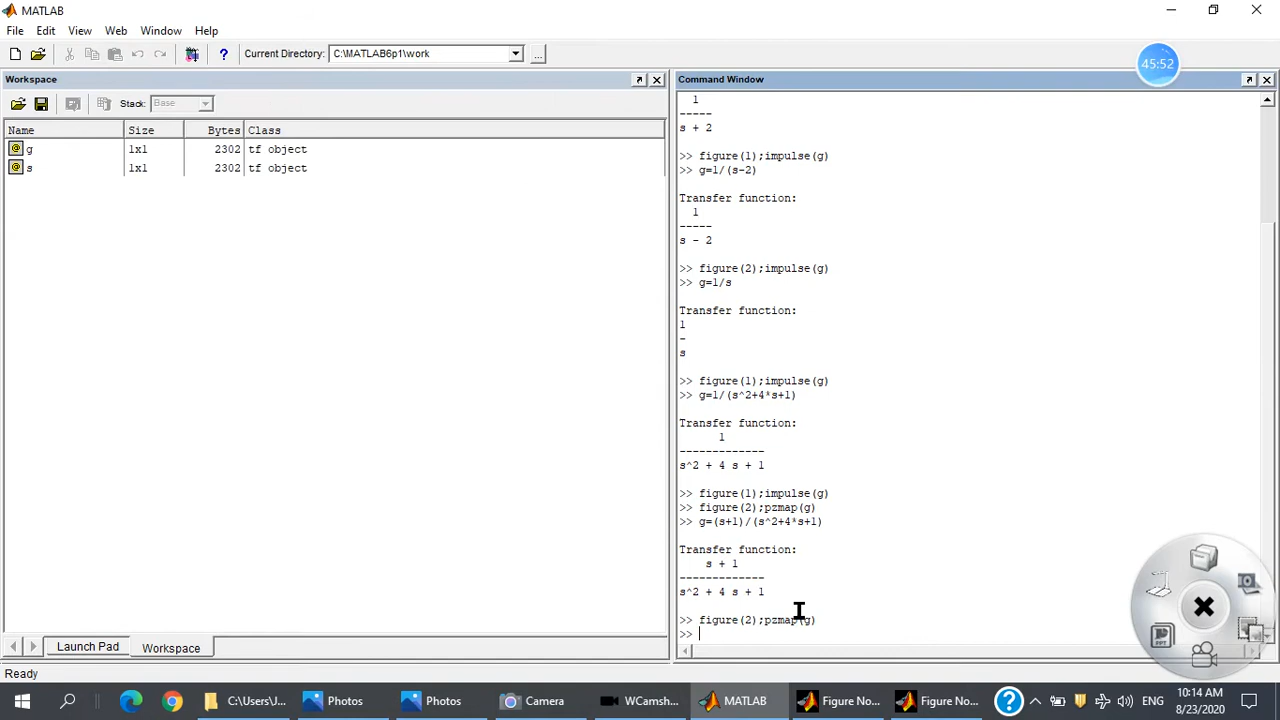 MATLAB
File Edit View Web Window Help
Current Directory: C:\MATLAB6p1\work ...
45:52
Workspace
Stack: Base
Name Size Bytes Class
g 1x1 2302 tf object
s 1x1 2302 tf object
Launch Pad Workspace
Ready
Command Window
1
-----
s + 2
>> figure(1);impulse(g)
>> g=1/(s-2)
Transfer function:
1
-----
s - 2
>> figure(2);impulse(g)
>> g=1/s
Transfer function:
1
-
s
>> figure(1);impulse(g)
>> g=1/(s^2+4*s+1)
Transfer function:
1
-------------
s^2 + 4 s + 1
>> figure(1);impulse(g)
>> figure(2);pzmap(g)
>> g=(s+1)/(s^2+4*s+1)
Transfer function:
s + 1
-------------
s^2 + 4 s + 1
>> figure(2);pzmap(g)
>>
PPT
C:\Users\J... Photos Photos Camera WCamsh... MATLAB Figure No... Figure No... ENG
10:14 AM
8/23/2020